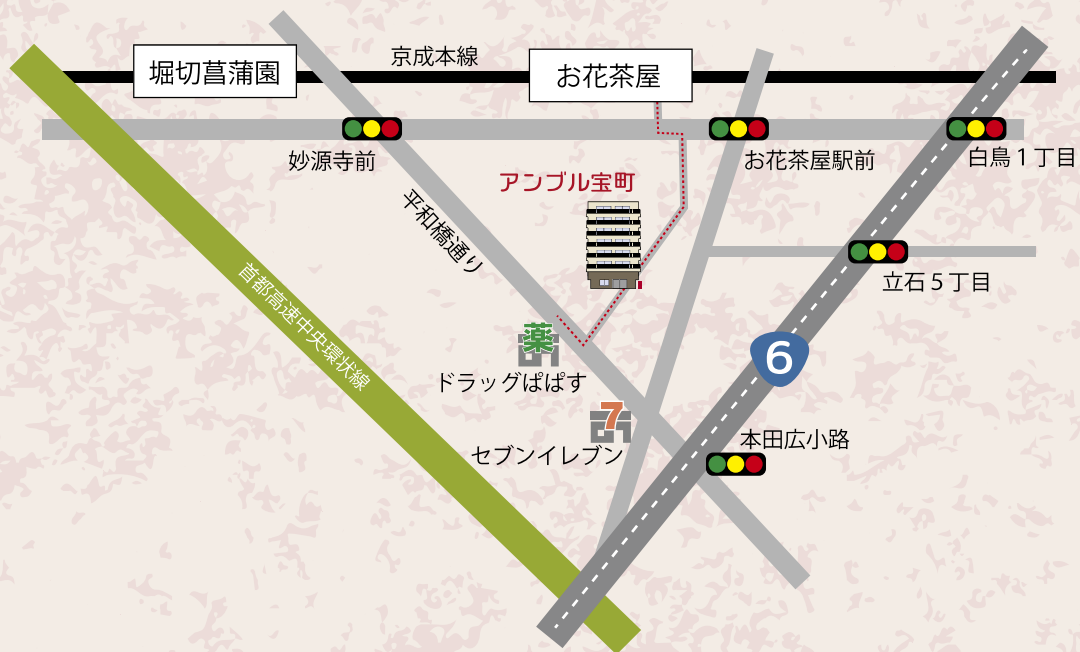 京成本線
堀切菖蒲園
お花茶屋
妙源寺前
お花茶屋駅前
白鳥1丁目
アンブル宝町
平和橋通り
立石5丁目
首都高速中央環状線
6
薬
ドラッグぱぱす
7
セブンイレブン
本田広小路